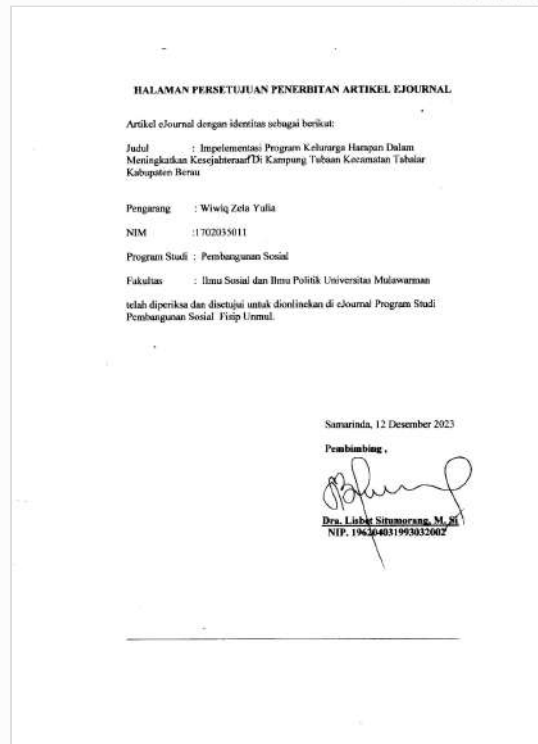 HALAMAN PERSETUJUAN PENERBITAN ARTIKEL EJOURNAL
Artikel eJournal dengan identitas sebagai berikut:
Judul : Impelementasi Program Kelurarga Harapan Dalam
Meningkatkan Kesejahteraan Di Kampung Tubaan Kecamatan Tabalar
Kabupaten Berau
Pengarang : Wiwiq Zela Yulia
NIM :1702035011
Program Studi : Pembangunan Sosial
Fakultas : Ilmu Sosial dan Ilmu Politik Universitas Mulawarman
telah diperiksa dan disetujui untuk dionlinekan di eJournal Program Studi
Pembangunan Sosial Fisip Unmul.
Samarinda, 12 Desember 2023
Pembimbing ,
Dra. Lisbet Situmorang, M. Si
NIP. 196204031993032002